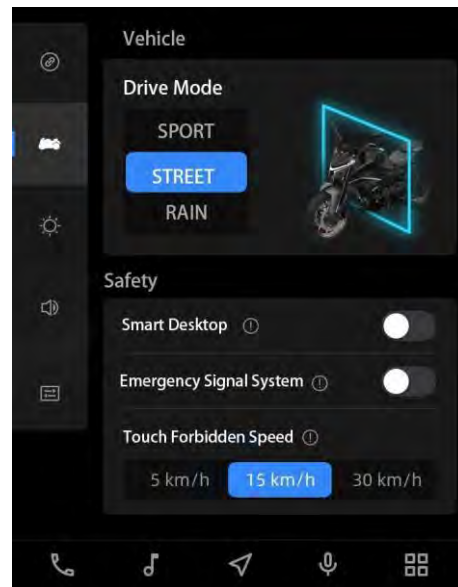 Vehicle
Drive Mode
SPORT
STREET
RAIN
Safety
Smart Desktop
Emergency Signal System
Touch Forbidden Speed
5 km/h 15 km/h 30 km/h